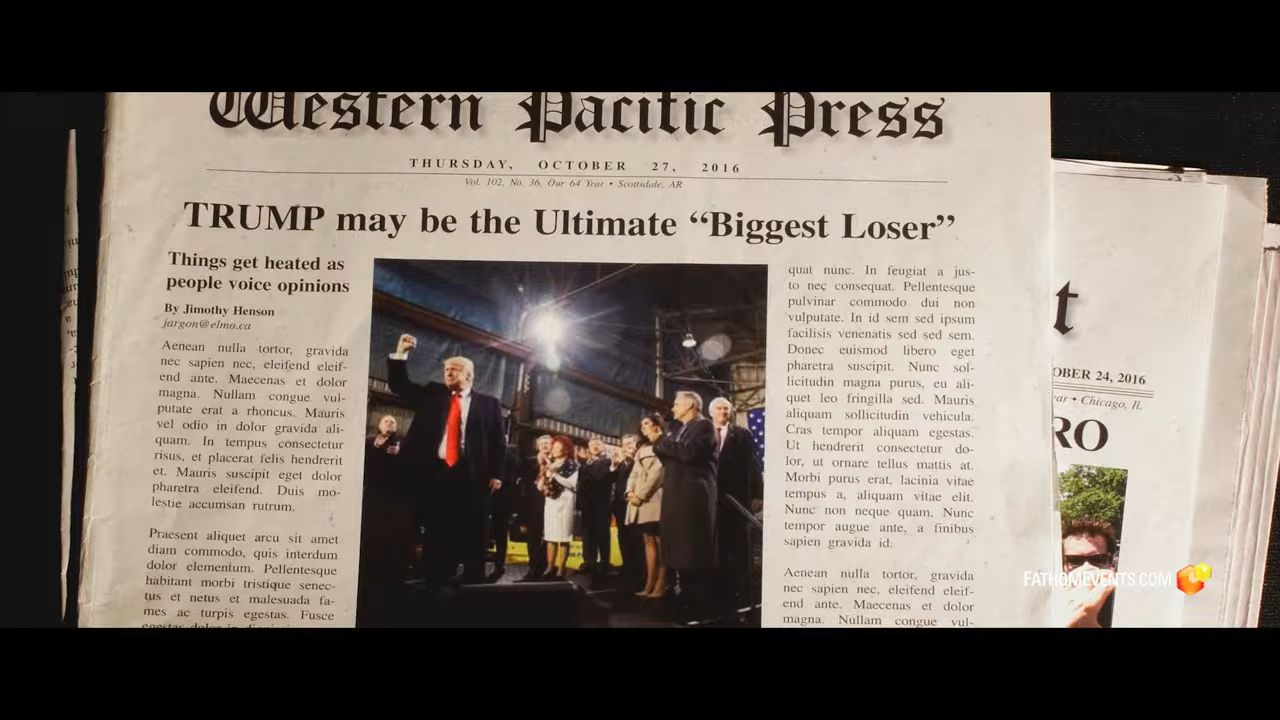 Western Pacific Press
THURSDAY, OCTOBER 27, 2016
Vol. 102, No. 36, Our 64 Year • Scottsdale, AR
TRUMP may be the Ultimate “Biggest Loser”
Things get heated as
people voice opinions
By Jimothy Henson
jargon@elmo.ca
Aenean nulla tortor, gravida
nec sapien nec, eleifend eleif-
end ante. Maecenas et dolor
magna. Nullam congue vul-
putate erat a rhoncus. Mauris
vel odio in dolor gravida ali-
quam. In tempus consectetur
risus, et placerat felis hendrerit
et. Mauris suscipit eget dolor
pharetra eleifend. Duis mo-
lestie accumsan rutrum.
Praesent aliquet arcu sit amet
diam commodo, quis interdum
dolor elementum. Pellentesque
habitant morbi tristique senec-
tus et netus et malesuada fa-
mes ac turpis egestas. Fusce
egestas dolor in
quat nunc. In feugiat a jus-
to nec consequat. Pellentesque
pulvinar commodo dui non
vulputate. In id sem sed ipsum
facilisis venenatis sed sed sem.
Donec euismod libero eget
pharetra suscipit. Nunc sol-
licitudin magna purus, eu ali-
quet leo fringilla sed. Mauris
aliquam sollicitudin vehicula.
Cras tempor aliquam egestas.
Ut hendrerit consectetur do-
lor, ut ornare tellus mattis at.
Morbi purus erat, lacinia vitae
tempus a, aliquam vitae elit.
Nunc non neque quam. Nunc
tempor augue ante, a finibus
sapien gravida id.
Aenean nulla tortor, gravida
nec sapien nec, eleifend eleif-
end ante. Maecenas et dolor
magna. Nullam congue vul-
t
OBER 24, 2016
ear • Chicago, Il.
RO
FATHOMEVENTS.COM